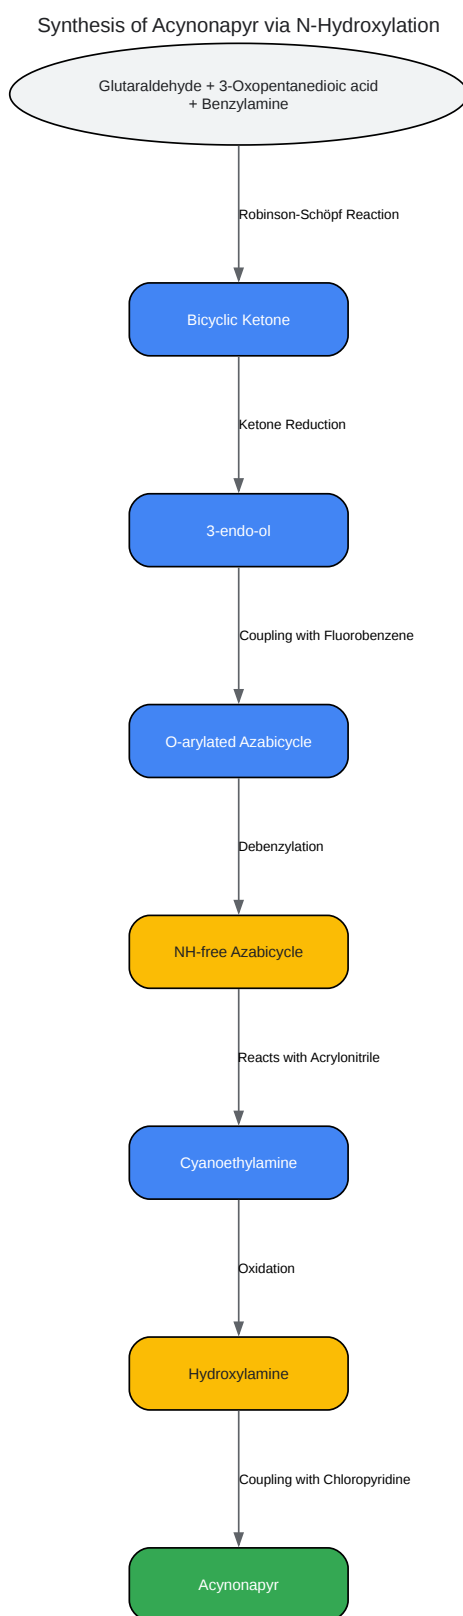 Synthesis of Acynonapyr via N-Hydroxylation
Glutaraldehyde + 3-Oxopentanedioic acid
+ Benzylamine
Robinson-Schöpf Reaction
Bicyclic Ketone
Ketone Reduction
3-endo-ol
Coupling with Fluorobenzene
O-arylated Azabicycle
Debenzylation
NH-free Azabicycle
Reacts with Acrylonitrile
Cyanoethylamine
Oxidation
Hydroxylamine
Coupling with Chloropyridine
Acynonapyr